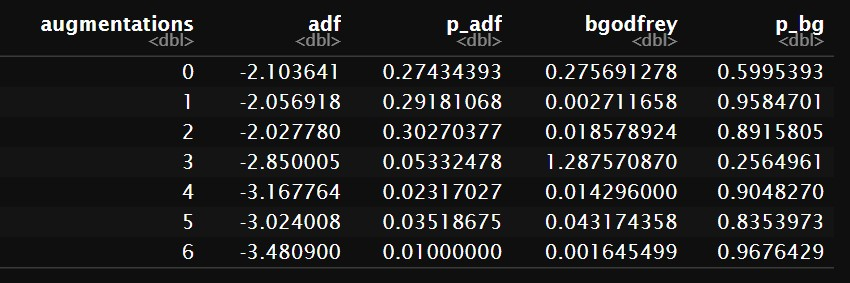 augmentations adf p_adf bgodfrey p_bg
<dbl> <dbl> <dbl> <dbl> <dbl>
0 -2.103641 0.27434393 0.275691278 0.5995393
1 -2.056918 0.29181068 0.002711658 0.9584701
2 -2.027780 0.30270377 0.018578924 0.8915805
3 -2.850005 0.05332478 1.287570870 0.2564961
4 -3.167764 0.02317027 0.014296000 0.9048270
5 -3.024008 0.03518675 0.043174358 0.8353973
6 -3.480900 0.01000000 0.001645499 0.9676429